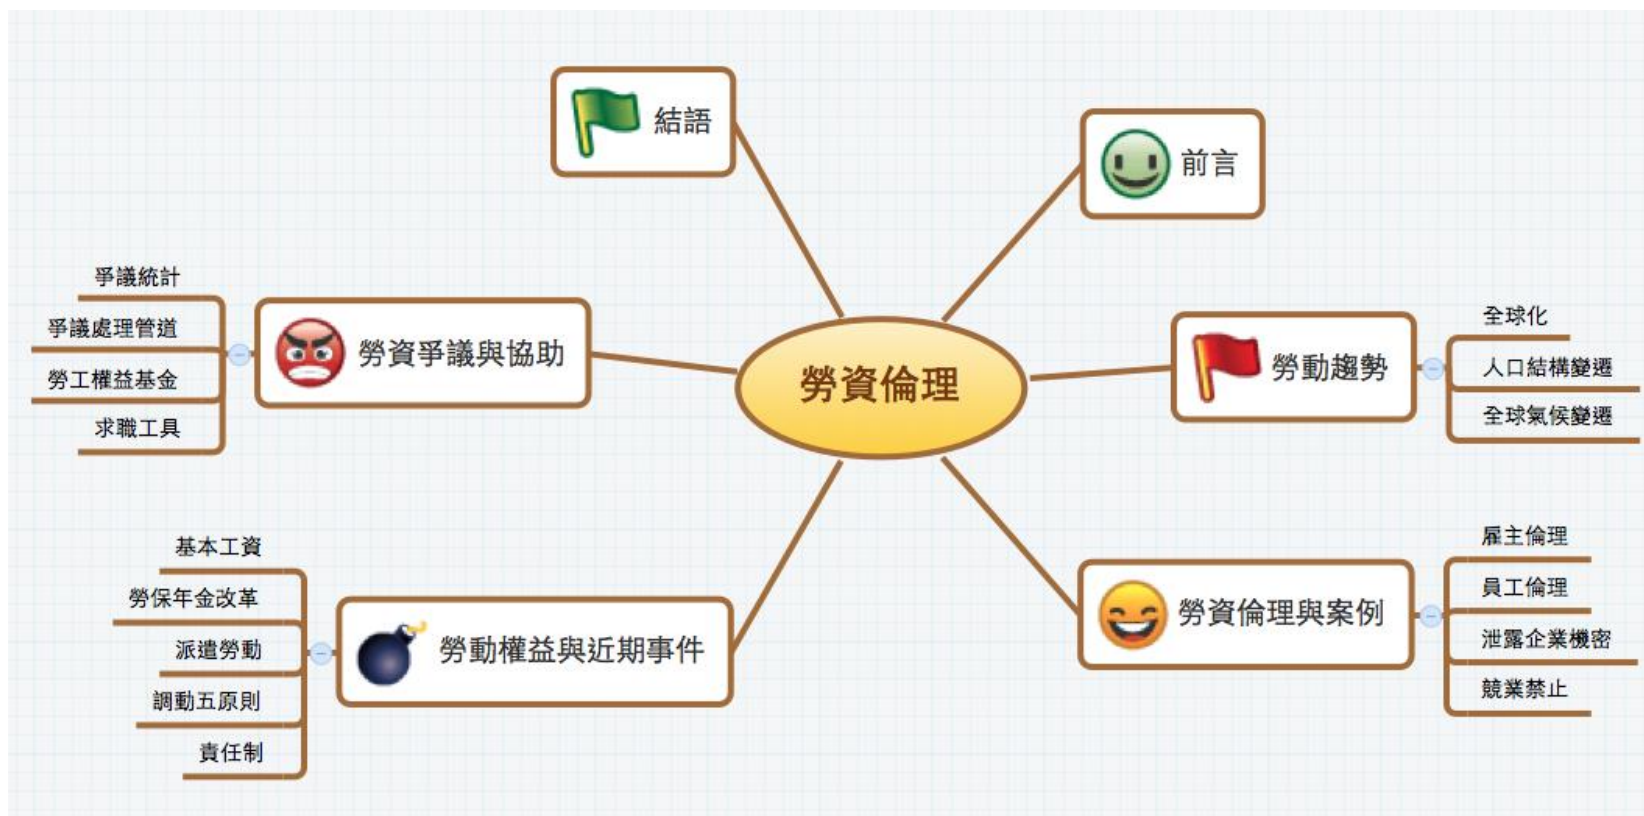 結語
前言
爭議統計
爭議處理管道
勞工權益基金
求職工具
勞資爭議與協助
勞資倫理
勞動趨勢
全球化
人口結構變遷
全球氣候變遷
基本工資
勞保年金改革
派遣勞動
調動五原則
責任制
勞動權益與近期事件
勞資倫理與案例
雇主倫理
員工倫理
泄露企業機密
競業禁止